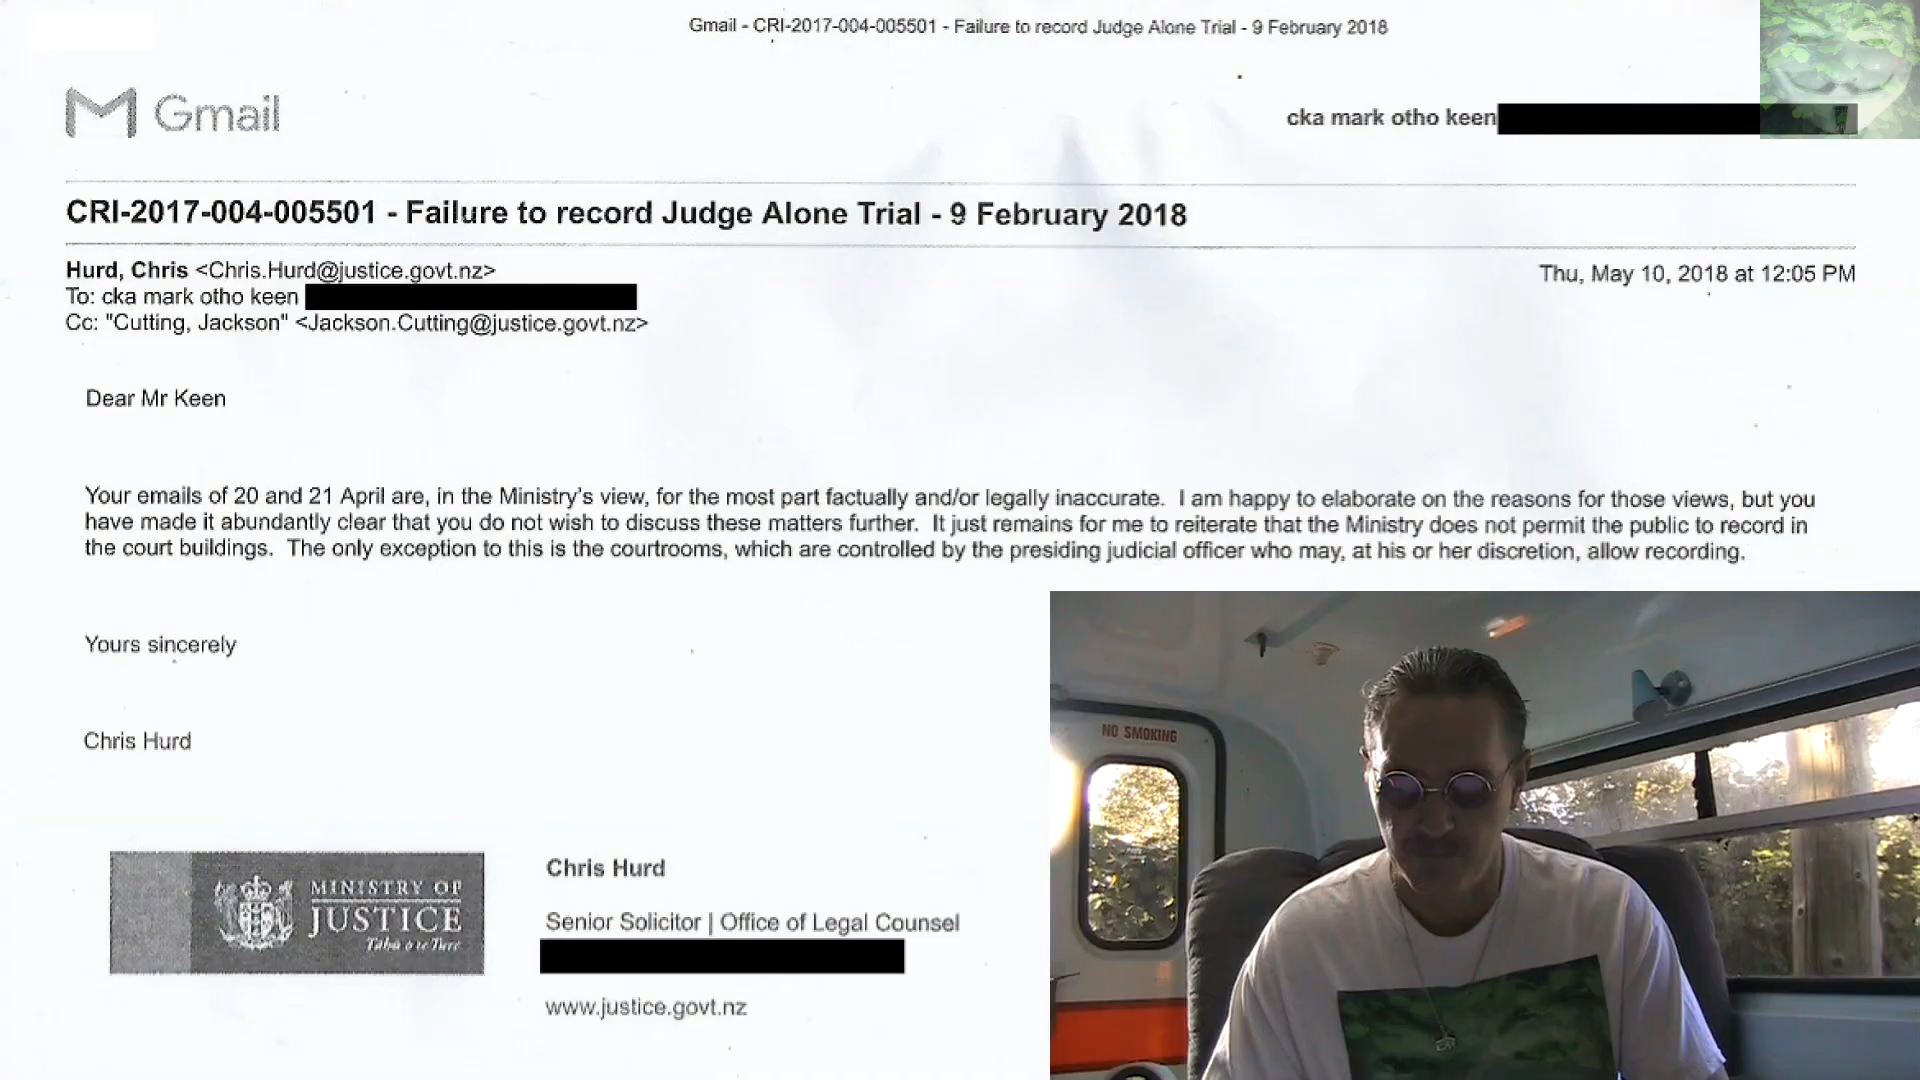 Gmail - CRI-2017-004-005501 - Failure to record Judge Alone Trial - 9 February 2018
Gmail
cka mark otho keen
CRI-2017-004-005501 - Failure to record Judge Alone Trial - 9 February 2018
Hurd, Chris <Chris.Hurd@justice.govt.nz>
Thu, May 10, 2018 at 12:05 PM
To: cka mark otho keen
Cc: "Cutting, Jackson" <Jackson.Cutting@justice.govt.nz>
Dear Mr Keen
Your emails of 20 and 21 April are, in the Ministry's view, for the most part factually and/or legally inaccurate. I am happy to elaborate on the reasons for those views, but you
have made it abundantly clear that you do not wish to discuss these matters further. It just remains for me to reiterate that the Ministry does not permit the public to record in
the court buildings. The only exception to this is the courtrooms, which are controlled by the presiding judicial officer who may, at his or her discretion, allow recording.
Yours sincerely
Chris Hurd
MINISTRY OF
JUSTICE
Tāhū o te Ture
Chris Hurd
Senior Solicitor | Office of Legal Counsel
www.justice.govt.nz
NO SMOKING